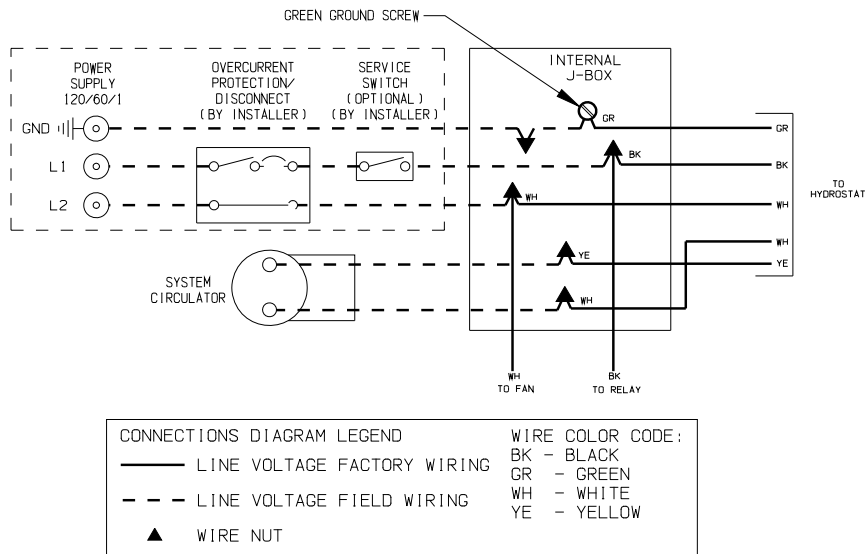 GREEN GROUND SCREW
POWER
SUPPLY
120/60/1
OVERCURRENT
PROTECTION/
DISCONNECT
(BY INSTALLER)
SERVICE
SWITCH
(OPTIONAL)
(BY INSTALLER)
INTERNAL
J-BOX
GND
GR
GR
L1
BK
BK
TO
HYDROSTAT
L2
WH
WH
WH
YE
YE
SYSTEM
CIRCULATOR
WH
WH
TO FAN
BK
TO RELAY
CONNECTIONS DIAGRAM LEGEND
LINE VOLTAGE FACTORY WIRING
LINE VOLTAGE FIELD WIRING
WIRE NUT
WIRE COLOR CODE:
BK - BLACK
GR - GREEN
WH - WHITE
YE - YELLOW